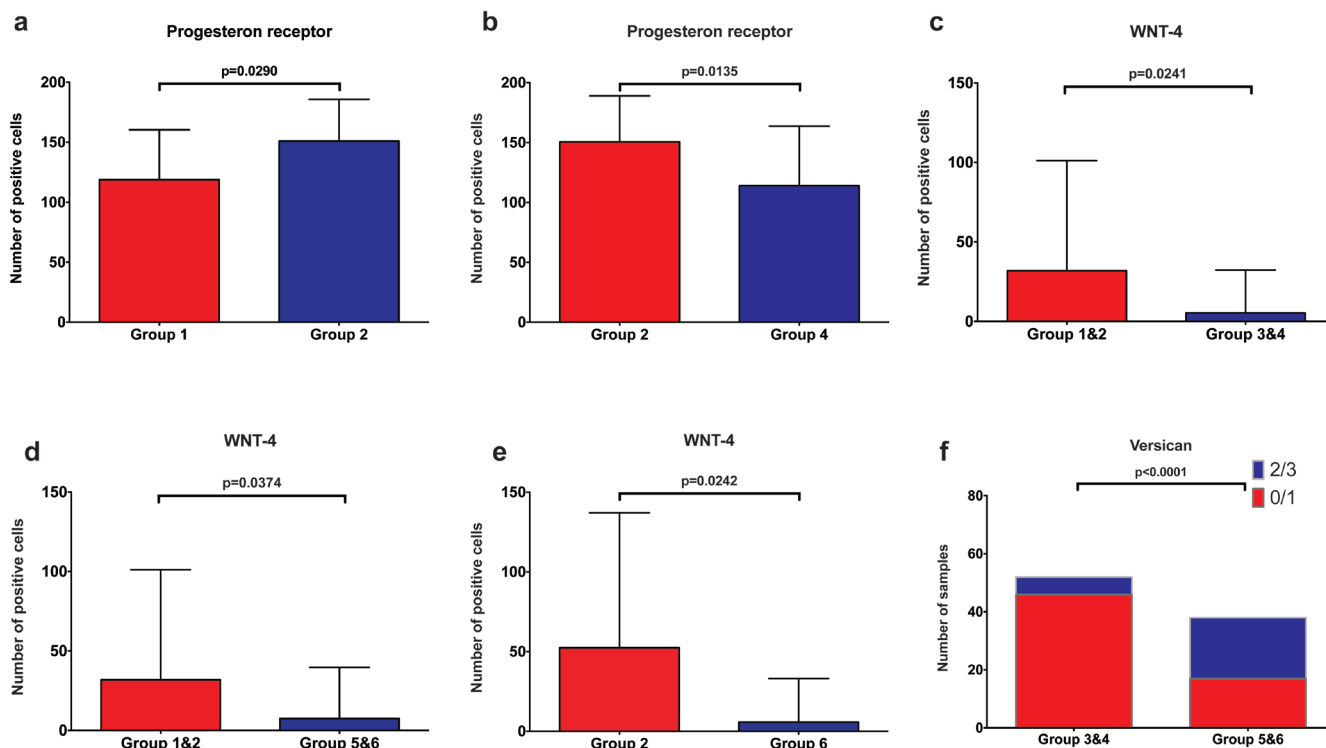 a
Progesteron receptor
p=0.0290
Number of positive cells
200
150
100
50
0
Group 1
Group 2
b
Progesteron receptor
p=0.0135
Number of positive cells
200
150
100
50
0
Group 2
Group 4
c
WNT-4
p=0.0241
Number of positive cells
150
100
50
0
Group 1&2
Group 3&4
d
WNT-4
p=0.0374
Number of positive cells
150
100
50
0
Group 1&2
Group 5&6
e
WNT-4
p=0.0242
Number of positive cells
150
100
50
0
Group 2
Group 6
f
Versican
p<0.0001
2/3
0/1
Number of samples
80
60
40
20
0
Group 3&4
Group 5&6